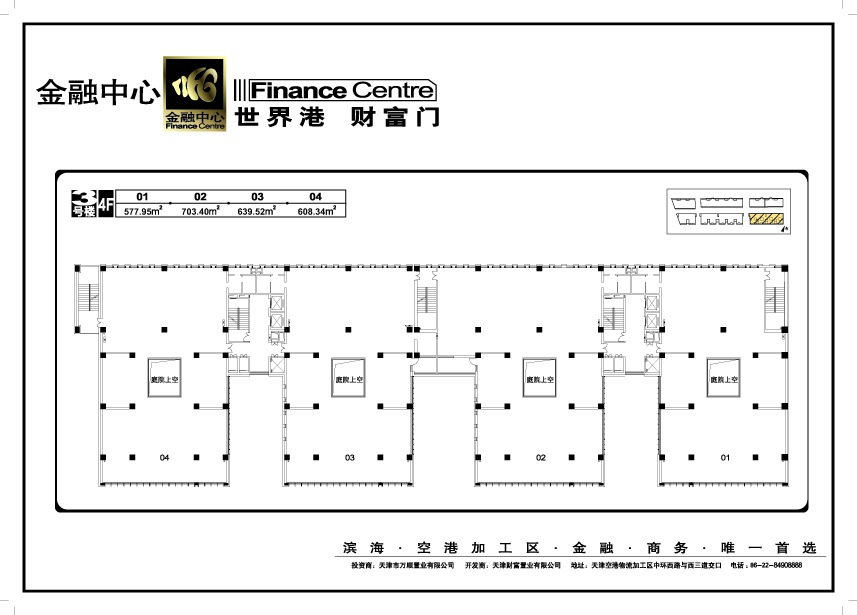 金融中心
金融中心
Finance Centre
Finance Centre
世界港 财富门
3号楼 4F
01 02 03 04
577.95m² 703.40m² 639.52m² 608.34m²
庭院上空 庭院上空 庭院上空 庭院上空
04 03 02 01
滨海·空港加工区·金融·商务·唯一首选
投资商：天津市万顺置业有限公司 开发商：天津财富置业有限公司 地址：天津空港物流加工区中环西路与西三道交口 电话：86-22-84908888